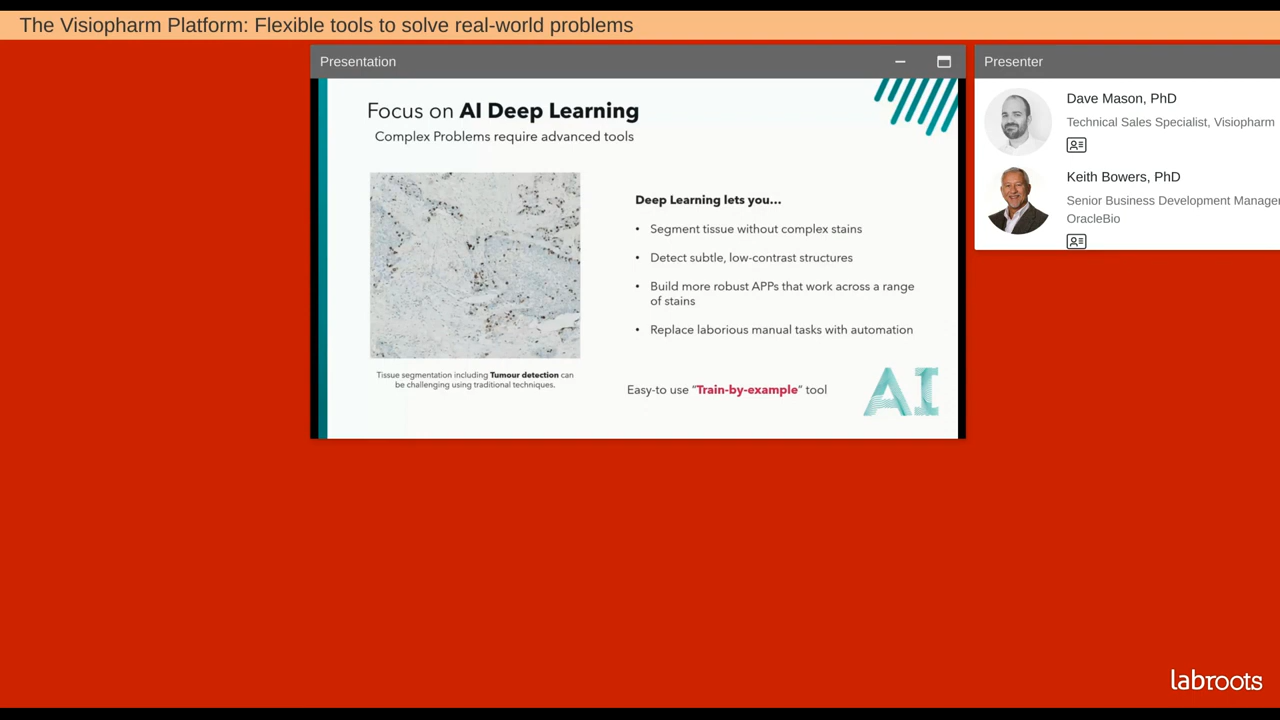 The Visiopharm Platform: Flexible tools to solve real-world problems
Presentation
Focus on AI Deep Learning
Complex Problems require advanced tools
Tissue segmentation including Tumour detection can
be challenging using traditional techniques.
Deep Learning lets you...
• Segment tissue without complex stains
• Detect subtle, low-contrast structures
• Build more robust APPs that work across a range
of stains
• Replace laborious manual tasks with automation
Easy-to use “Train-by-example” tool
AI
Presenter
Dave Mason, PhD
Technical Sales Specialist, Visiopharm
Keith Bowers, PhD
Senior Business Development Manager
OracleBio
labroots